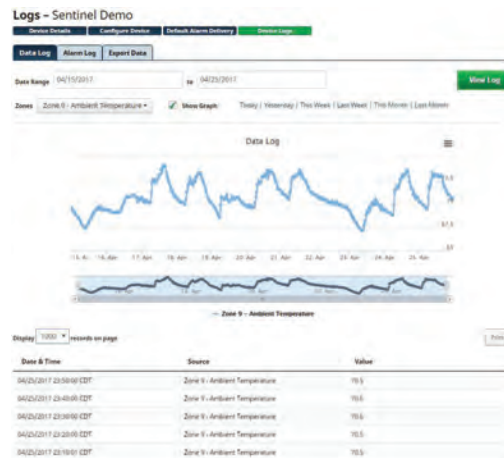 Logs – Sentinel Demo
Device Details Configure Device Default Alarm Delivery Device Logs
Data Log Alarm Log Export Data
Date Range 04/15/2017 to 04/25/2017 View Log
Zones Zone 9 - Ambient Temperature Show Graph Today | Yesterday | This Week | Last Week | This Month | Last Month
Data Log
67.5
16. Apr 17. Apr 18. Apr 19. Apr 20. Apr 21. Apr 22. Apr 23. Apr 24. Apr 25. Apr
Zone 9 - Ambient Temperature
Display 1000 records on page Print
Date & Time Source Value
04/25/2017 23:50:00 CDT Zone 9 - Ambient Temperature 70.5
04/25/2017 23:40:00 CDT Zone 9 - Ambient Temperature 70.5
04/25/2017 23:30:00 CDT Zone 9 - Ambient Temperature 70.5
04/25/2017 23:20:00 CDT Zone 9 - Ambient Temperature 70.5
04/25/2017 23:10:01 CDT Zone 9 - Ambient Temperature 70.5